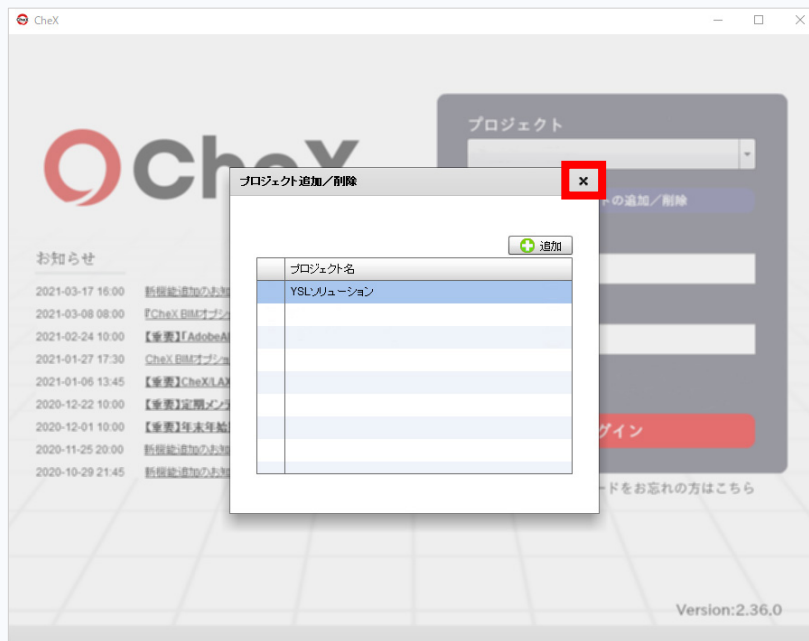 CheX
CheX
プロジェクト
プロジェクト追加/削除
トの追加/削除
追加
プロジェクト名
YSLソリューション
お知らせ
2021-03-17 16:00 新機能追加のお知
2021-03-08 08:00 『CheX BIMオプショ
2021-02-24 10:00 【重要】「AdobeAI
2021-01-27 17:30 CheX BIMオプショ
2021-01-06 13:45 【重要】CheX/LAX
2020-12-22 10:00 【重要】定期メンテ
2020-12-01 10:00 【重要】年末年始
2020-11-25 20:00 新機能追加のお知
2020-10-29 21:45 新機能追加のお知
グイン
ードをお忘れの方はこちら
Version:2.36.0